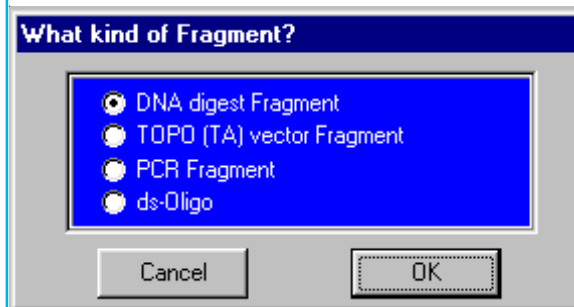 What kind of Fragment?
DNA digest Fragment
TOPO (TA) vector Fragment
PCR Fragment
ds-Oligo
Cancel OK